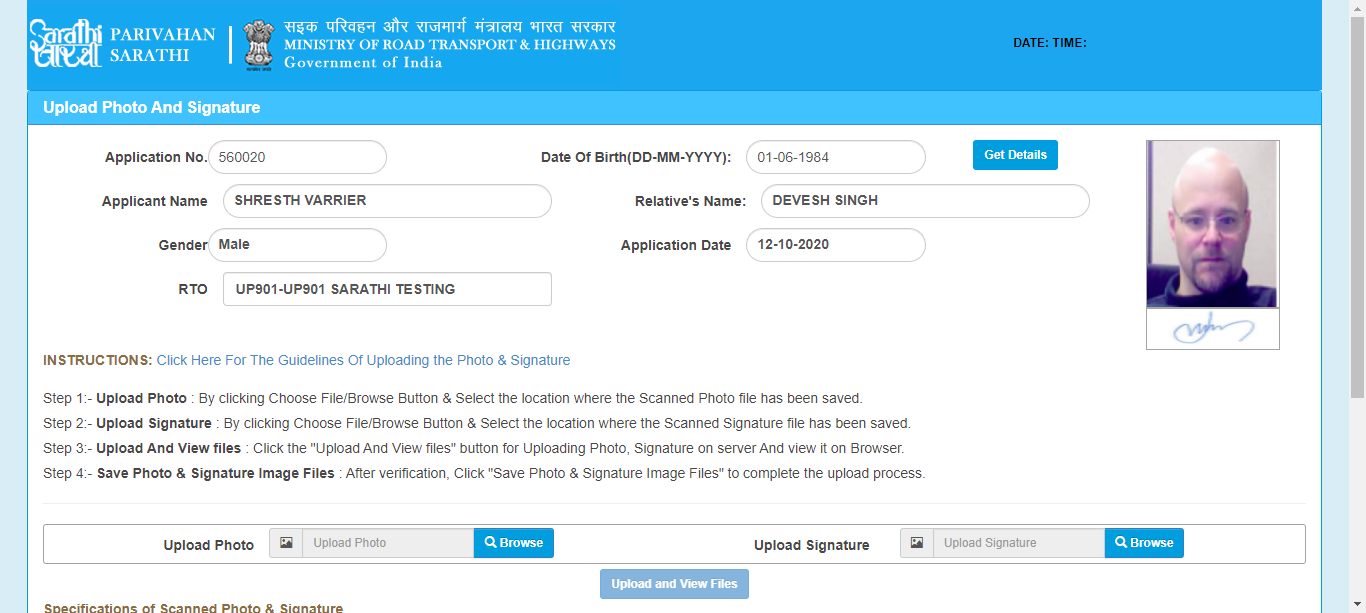 Sarathi
सारथी
PARIVAHAN
SARATHI
सड़क परिवहन और राजमार्ग मंत्रालय भारत सरकार
MINISTRY OF ROAD TRANSPORT & HIGHWAYS
Government of India
DATE: TIME:
Upload Photo And Signature
Application No. 560020 Date Of Birth(DD-MM-YYYY): 01-06-1984 Get Details
Applicant Name SHRESTH VARRIER Relative's Name: DEVESH SINGH
Gender Male Application Date 12-10-2020
RTO UP901-UP901 SARATHI TESTING
INSTRUCTIONS: Click Here For The Guidelines Of Uploading the Photo & Signature
Step 1:- Upload Photo : By clicking Choose File/Browse Button & Select the location where the Scanned Photo file has been saved.
Step 2:- Upload Signature : By clicking Choose File/Browse Button & Select the location where the Scanned Signature file has been saved.
Step 3:- Upload And View files : Click the "Upload And View files" button for Uploading Photo, Signature on server And view it on Browser.
Step 4:- Save Photo & Signature Image Files : After verification, Click "Save Photo & Signature Image Files" to complete the upload process.
Upload Photo Upload Photo Browse Upload Signature Upload Signature Browse
Upload and View Files
Specifications of Scanned Photo & Signature